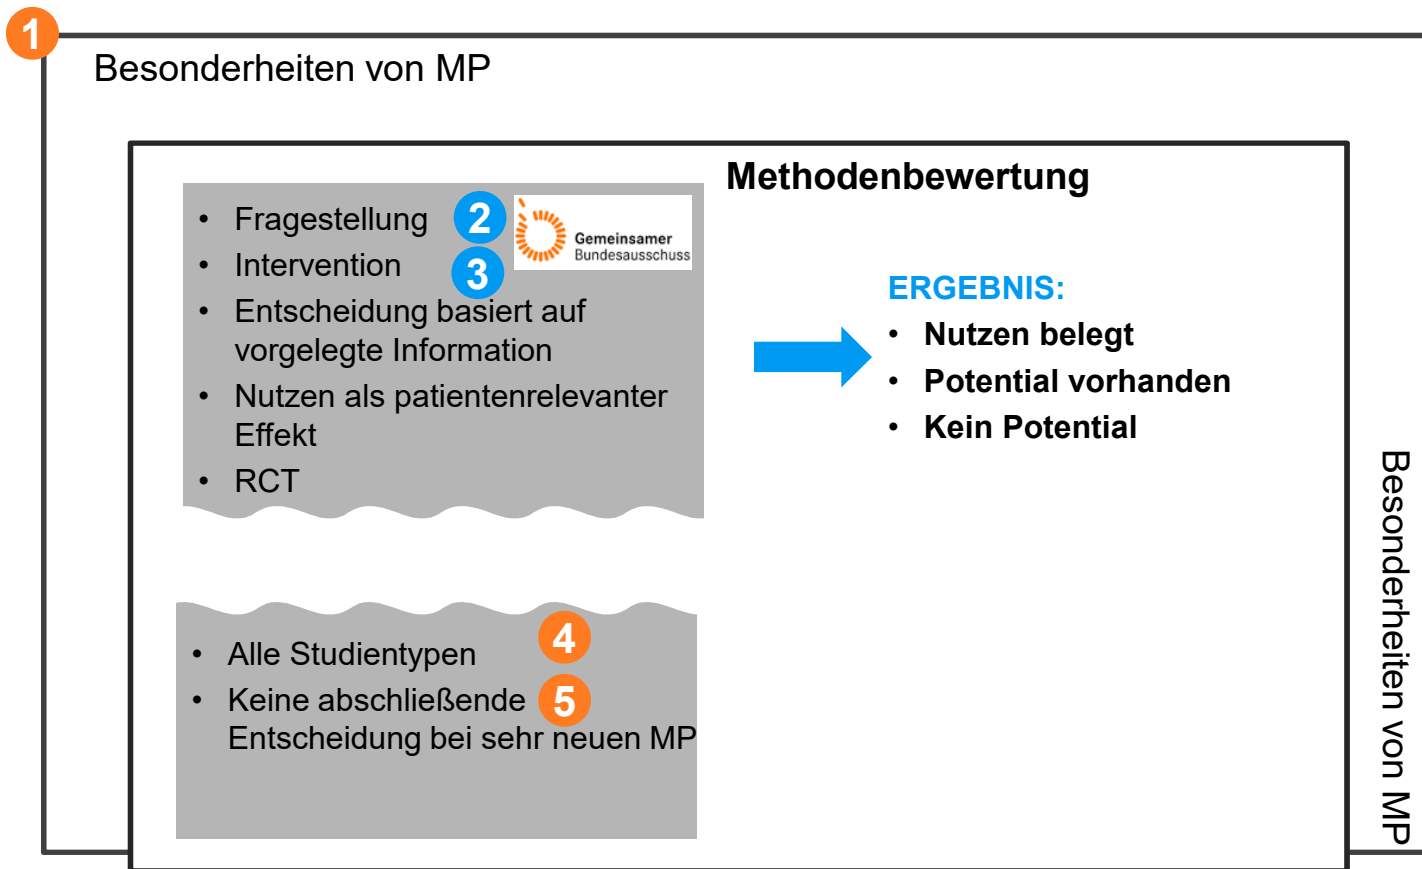 1
Besonderheiten von MP
Methodenbewertung
• Fragestellung 2
Gemeinsamer
Bundesausschuss
• Intervention 3
• Entscheidung basiert auf
vorgelegte Information
• Nutzen als patientenrelevanter
Effekt
• RCT
ERGEBNIS:
• Nutzen belegt
• Potential vorhanden
• Kein Potential
• Alle Studientypen 4
• Keine abschließende 5
Entscheidung bei sehr neuen MP
Besonderheiten von MP